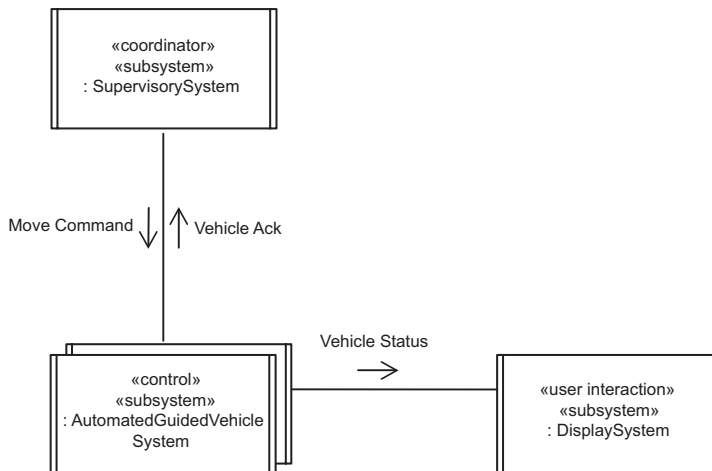 «coordinator»
«subsystem»
: SupervisorySystem
Move Command
Vehicle Ack
Vehicle Status
«control»
«subsystem»
: AutomatedGuidedVehicle
System
«user interaction»
«subsystem»
: DisplaySystem